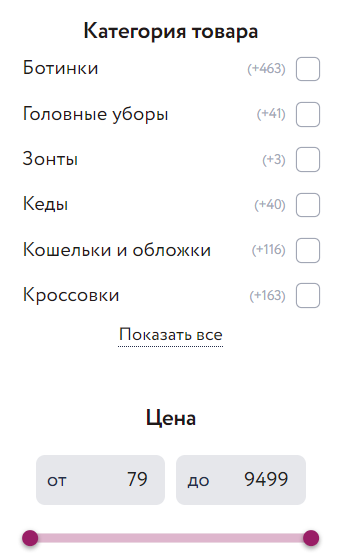 Категория товара
Ботинки (+463)
Головные уборы (+41)
Зонты (+3)
Кеды (+40)
Кошельки и обложки (+116)
Кроссовки (+163)
Показать все
Цена
от 79 до 9499